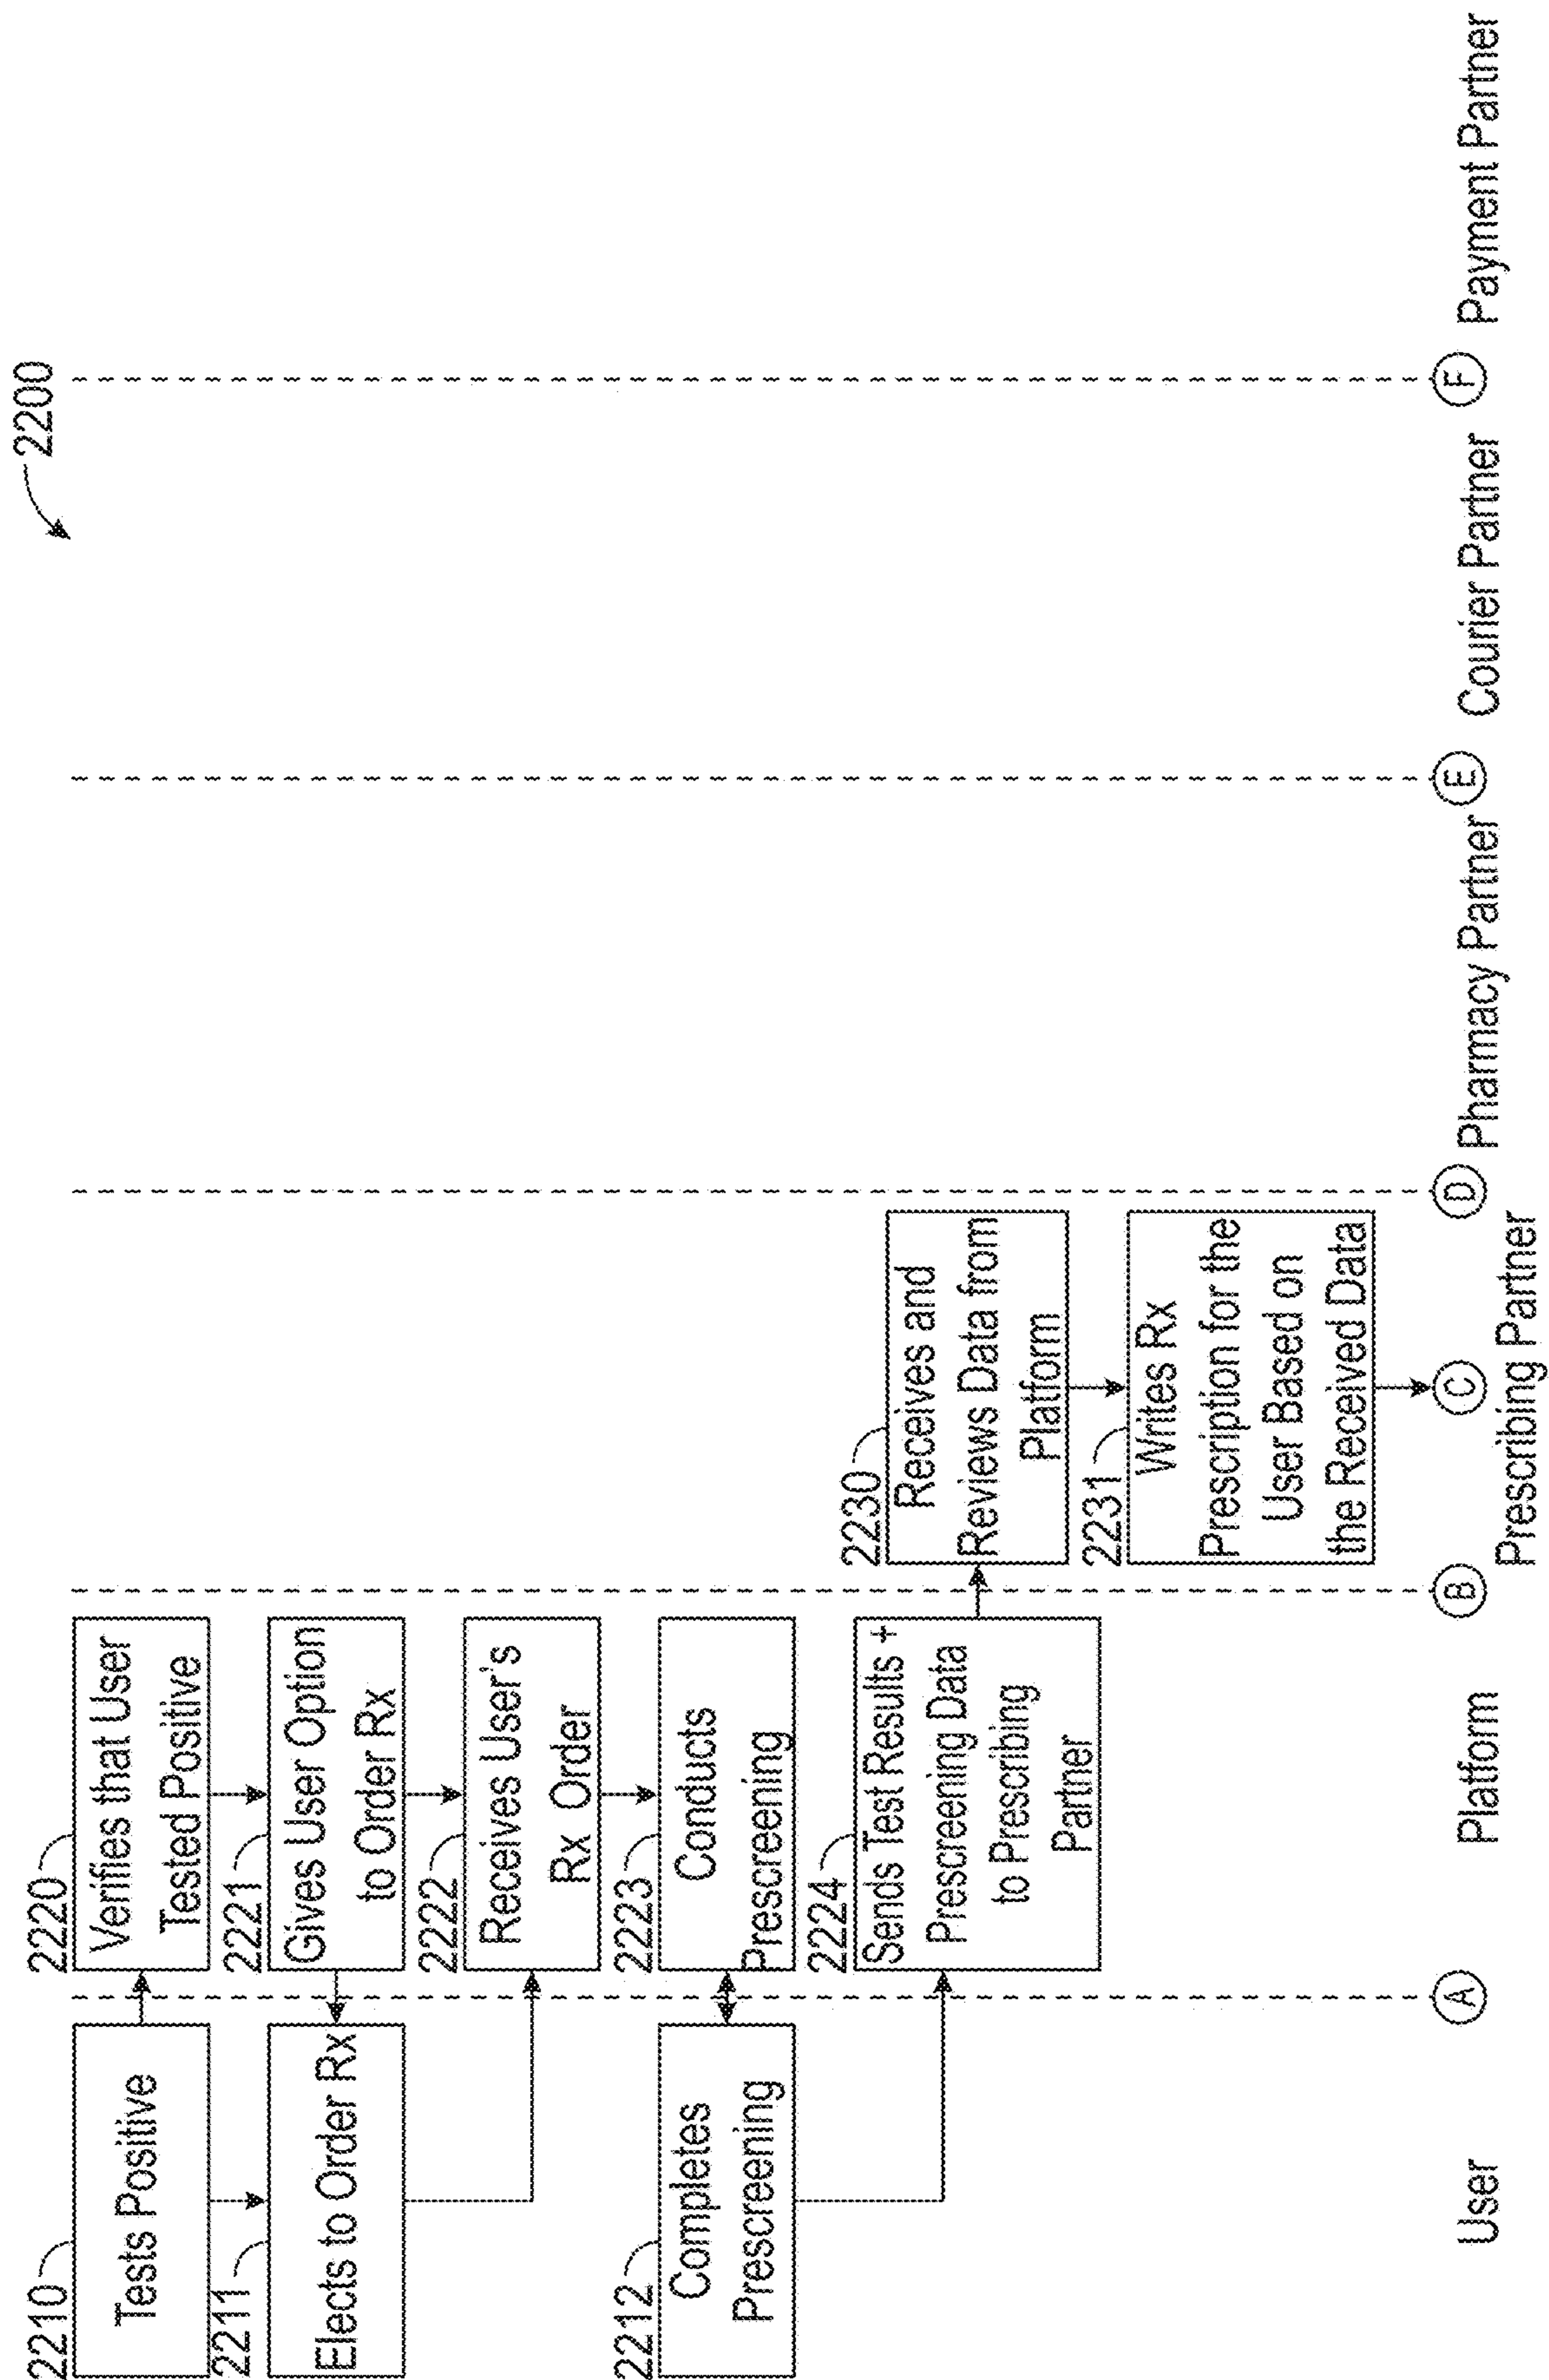 2200
2210
Tests Positive
2211
Elects to Order Rx
2212
Completes
Prescreening
User
2220
Verifies that User
Tested Positive
2221
Gives User Option
to Order Rx
2222
Receives User's
Rx Order
2223
Conducts
Prescreening
2224
Sends Test Results +
Prescreening Data
to Prescribing
Partner
A
Platform
2230
Receives and
Reviews Data from
Platform
2231
Writes Rx
Prescription for the
User Based on
the Received Data
B
C
Prescribing Partner
D
Pharmacy Partner
E
Courier Partner
F
Payment Partner